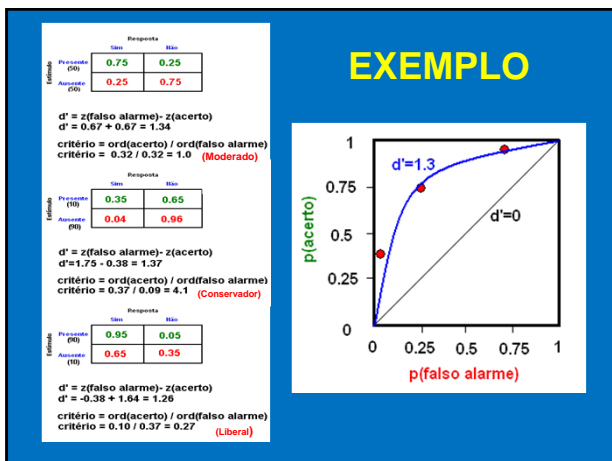 Resposta
Sim Não
Estímulo
Presente (50) 0.75 0.25
Ausente (50) 0.25 0.75
d' = z(falso alarme)- z(acerto)
d' = 0.67 + 0.67 = 1.34
critério = ord(acerto) / ord(falso alarme)
critério = 0.32 / 0.32 = 1.0 (Moderado)
Resposta
Sim Não
Estímulo
Presente (10) 0.35 0.65
Ausente (90) 0.04 0.96
d' = z(falso alarme)- z(acerto)
d'=1.75 - 0.38 = 1.37
critério = ord(acerto) / ord(falso alarme)
critério = 0.37 / 0.09 = 4.1 (Conservador)
Resposta
Sim Não
Estímulo
Presente (90) 0.95 0.05
Ausente (10) 0.65 0.35
d' = z(falso alarme)- z(acerto)
d' = -0.38 + 1.64 = 1.26
critério = ord(acerto) / ord(falso alarme)
critério = 0.10 / 0.37 = 0.27 (Liberal)
EXEMPLO
p(acerto)
1
0.75
0.5
0.25
0
d'=1.3
d'=0
0 0.25 0.5 0.75 1
p(falso alarme)